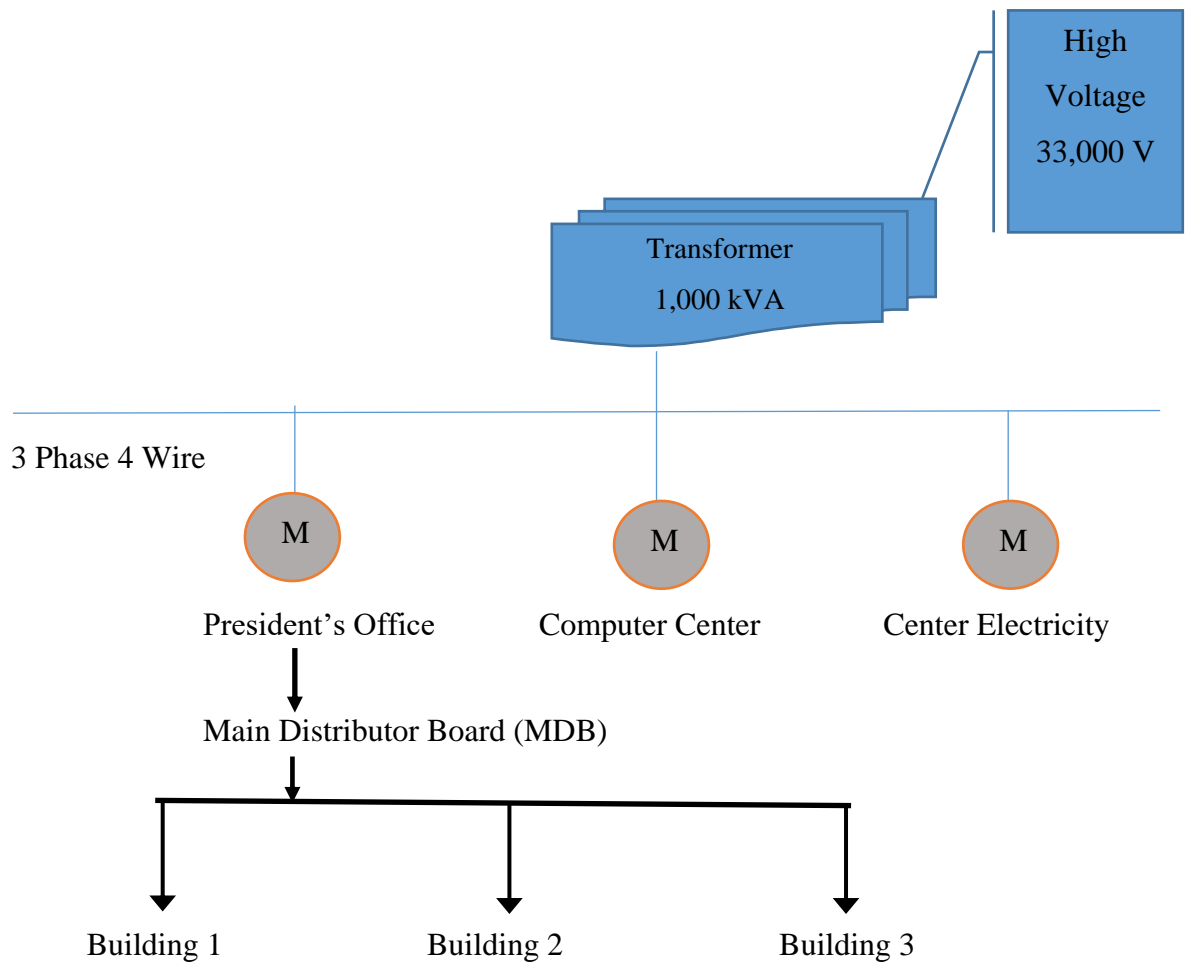 High
Voltage
33,000 V
Transformer
1,000 kVA
3 Phase 4 Wire
M
M
M
President’s Office
Computer Center
Center Electricity
Main Distributor Board (MDB)
Building 1
Building 2
Building 3